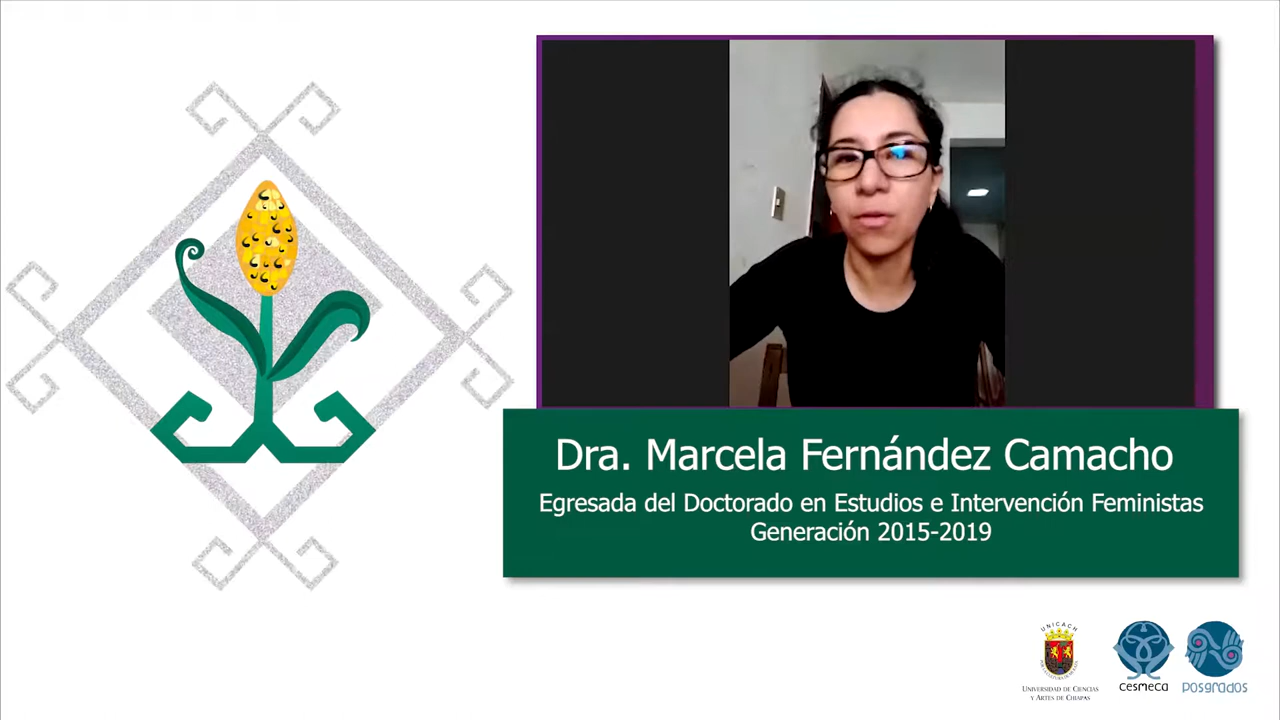 Dra. Marcela Fernández Camacho
Egresada del Doctorado en Estudios e Intervención Feministas
Generación 2015-2019
UNICACH
UNIVERSIDAD DE CIENCIAS
Y ARTES DE CHIAPAS
CESMECA
POSGRADOS